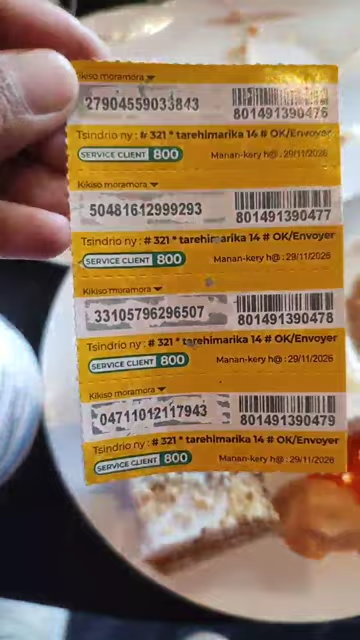 Kikiso moramora
27904559033843
801491390476
Tsindrio ny : # 321 * tarehimarika 14 # OK/Envoyer
SERVICE CLIENT 800
Manan-kery h@ : 29/11/2026
Kikiso moramora
50481612999293
801491390477
Tsindrio ny : # 321 * tarehimarika 14 # OK/Envoyer
SERVICE CLIENT 800
Manan-kery h@ : 29/11/2026
Kikiso moramora
33105796296507
801491390478
Tsindrio ny : # 321 * tarehimarika 14 # OK/Envoyer
SERVICE CLIENT 800
Manan-kery h@ : 29/11/2026
Kikiso moramora
04711012117943
801491390479
Tsindrio ny : # 321 * tarehimarika 14 # OK/Envoyer
SERVICE CLIENT 800
Manan-kery h@ : 29/11/2026